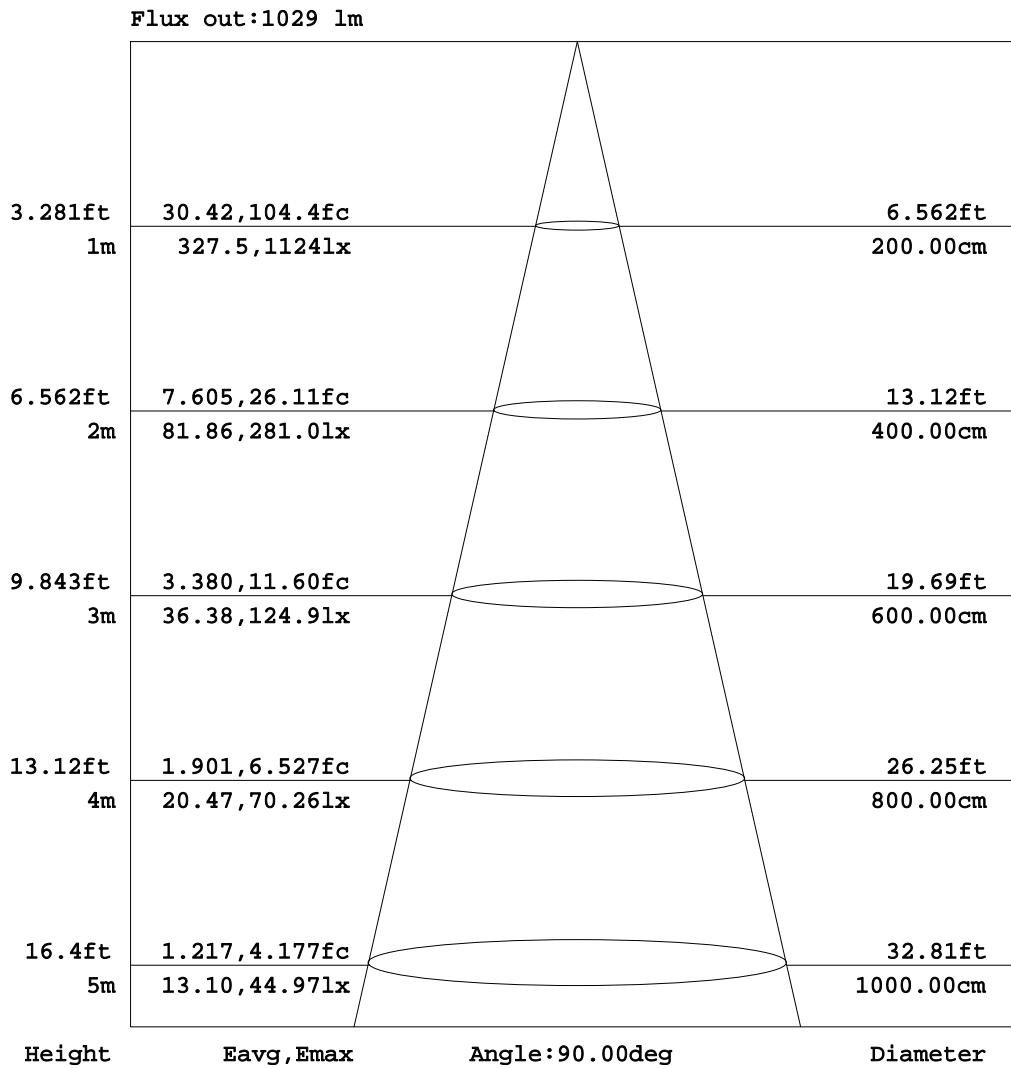 Flux out:1029 lm
3.281ft 30.42,104.4fc 6.562ft
1m 327.5,1124lx 200.00cm
6.562ft 7.605,26.11fc 13.12ft
2m 81.86,281.0lx 400.00cm
9.843ft 3.380,11.60fc 19.69ft
3m 36.38,124.9lx 600.00cm
13.12ft 1.901,6.527fc 26.25ft
4m 20.47,70.26lx 800.00cm
16.4ft 1.217,4.177fc 32.81ft
5m 13.10,44.97lx 1000.00cm
Height Eavg,Emax Angle:90.00deg Diameter